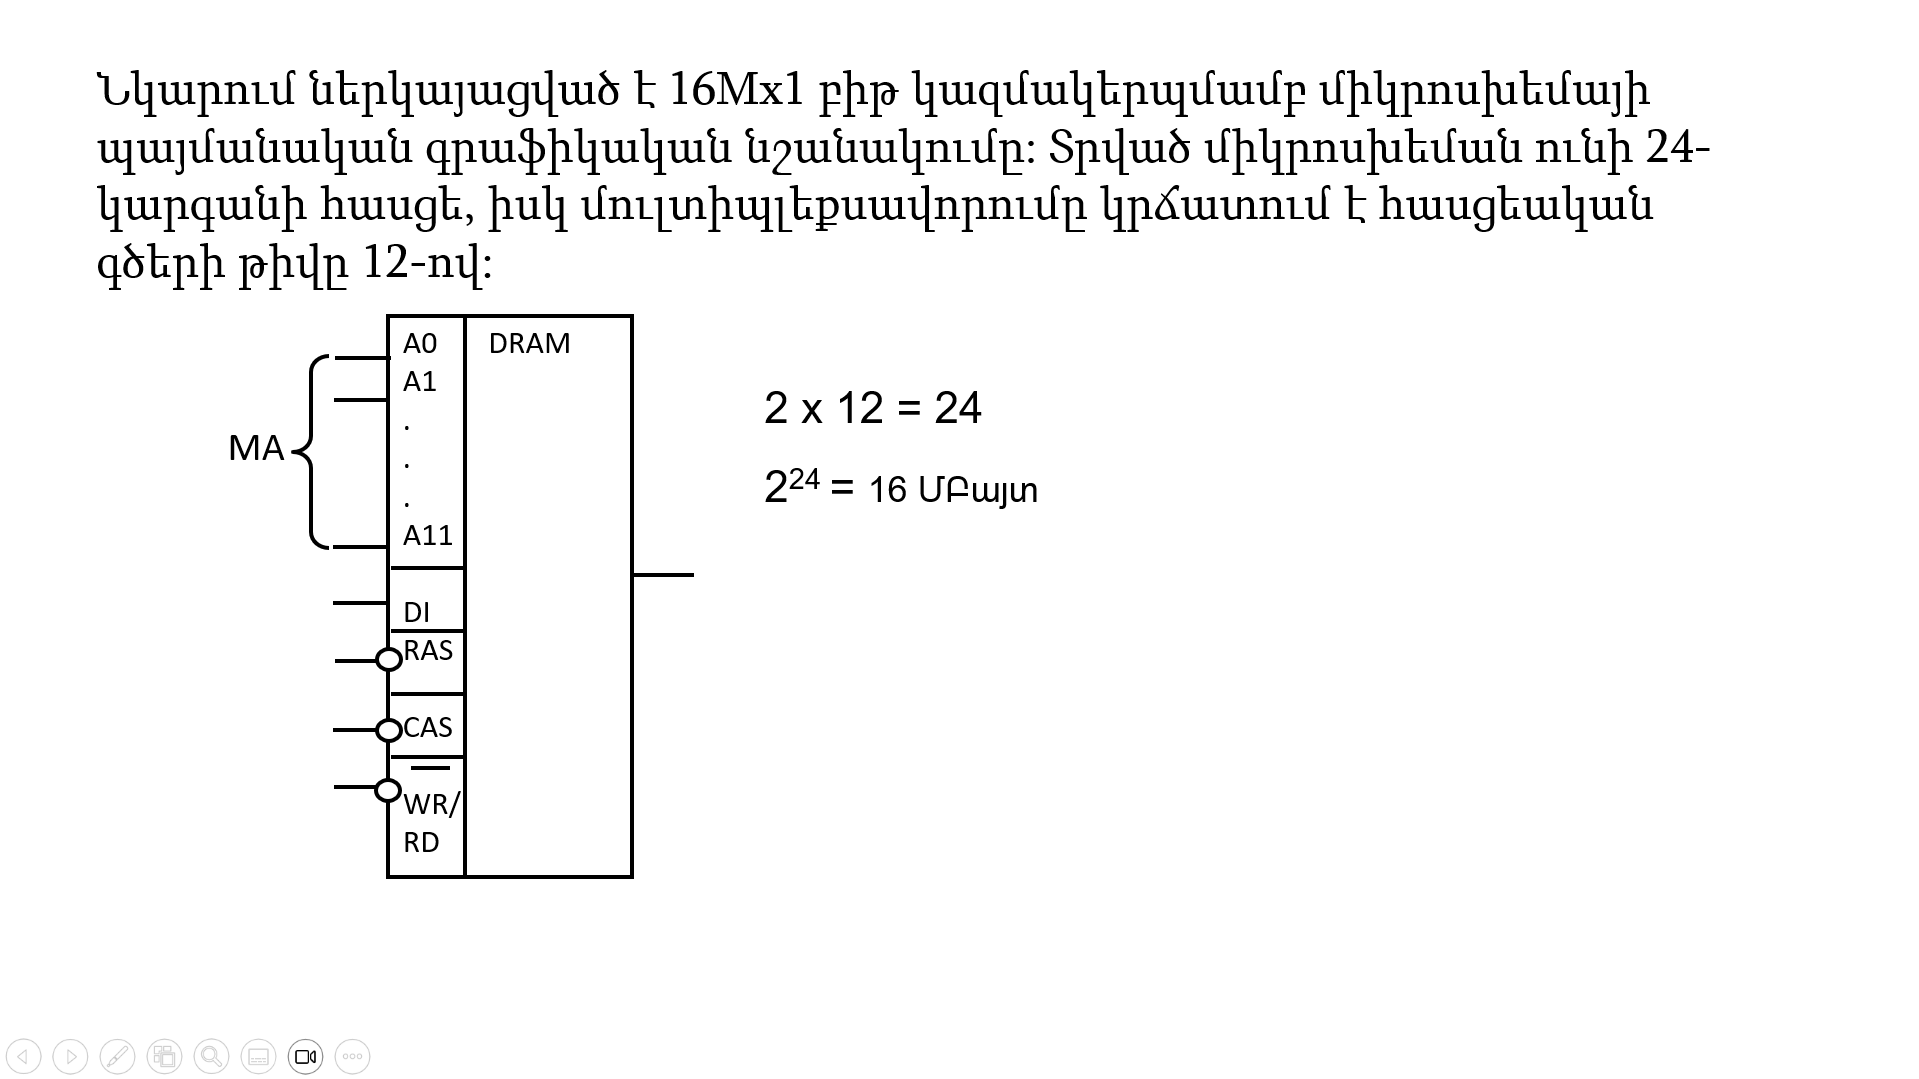 Նկարում ներկայացված է 16Mx1 բիթ կազմակերպմամբ միկրոսխեմայի
պայմանական գրաֆիկական նշանակումը: Տրված միկրոսխեման ունի 24-
կարգանի հասցե, իսկ մուլտիպլեքսավորումը կրճատում է հասցեական
գծերի թիվը 12-ով:
A0
DRAM
A1
.
.
.
A11
MA
2 x 12 = 24
2²⁴ = 16 ՄԲայտ
DI
RAS
CAS
WR/
RD